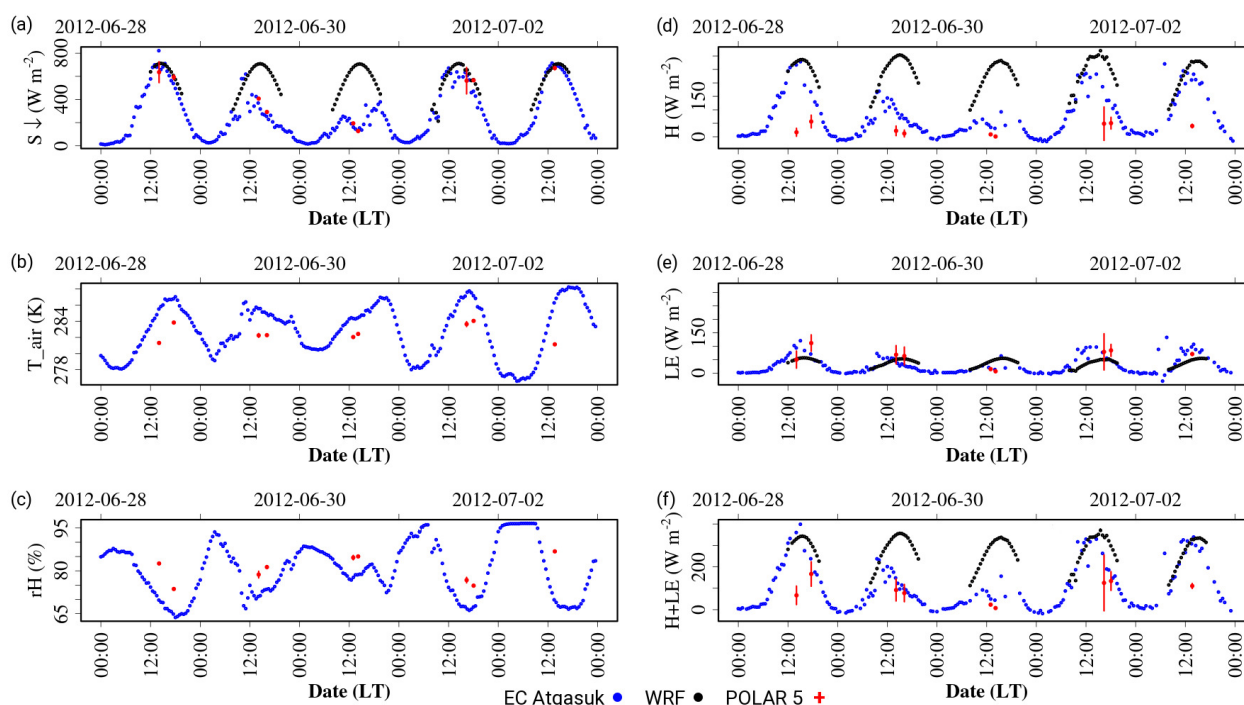 (a)
2012-06-28 2012-06-30 2012-07-02
S ↓ (W m-2)
800
400
0
00:00 12:00 00:00 12:00 00:00 12:00 00:00 12:00 00:00 12:00 00:00
Date (LT)
(d)
2012-06-28 2012-06-30 2012-07-02
H (W m-2)
150
0
00:00 12:00 00:00 12:00 00:00 12:00 00:00 12:00 00:00 12:00 00:00
Date (LT)
(b)
2012-06-28 2012-06-30 2012-07-02
T_air (K)
284
278
00:00 12:00 00:00 12:00 00:00 12:00 00:00 12:00 00:00 12:00 00:00
Date (LT)
(e)
2012-06-28 2012-06-30 2012-07-02
LE (W m-2)
150
0
00:00 12:00 00:00 12:00 00:00 12:00 00:00 12:00 00:00 12:00 00:00
Date (LT)
(c)
2012-06-28 2012-06-30 2012-07-02
rH (%)
95
80
65
00:00 12:00 00:00 12:00 00:00 12:00 00:00 12:00 00:00 12:00 00:00
Date (LT)
(f)
2012-06-28 2012-06-30 2012-07-02
H+LE (W m-2)
200
0
00:00 12:00 00:00 12:00 00:00 12:00 00:00 12:00 00:00 12:00 00:00
Date (LT)
EC Atgasuk WRF POLAR 5